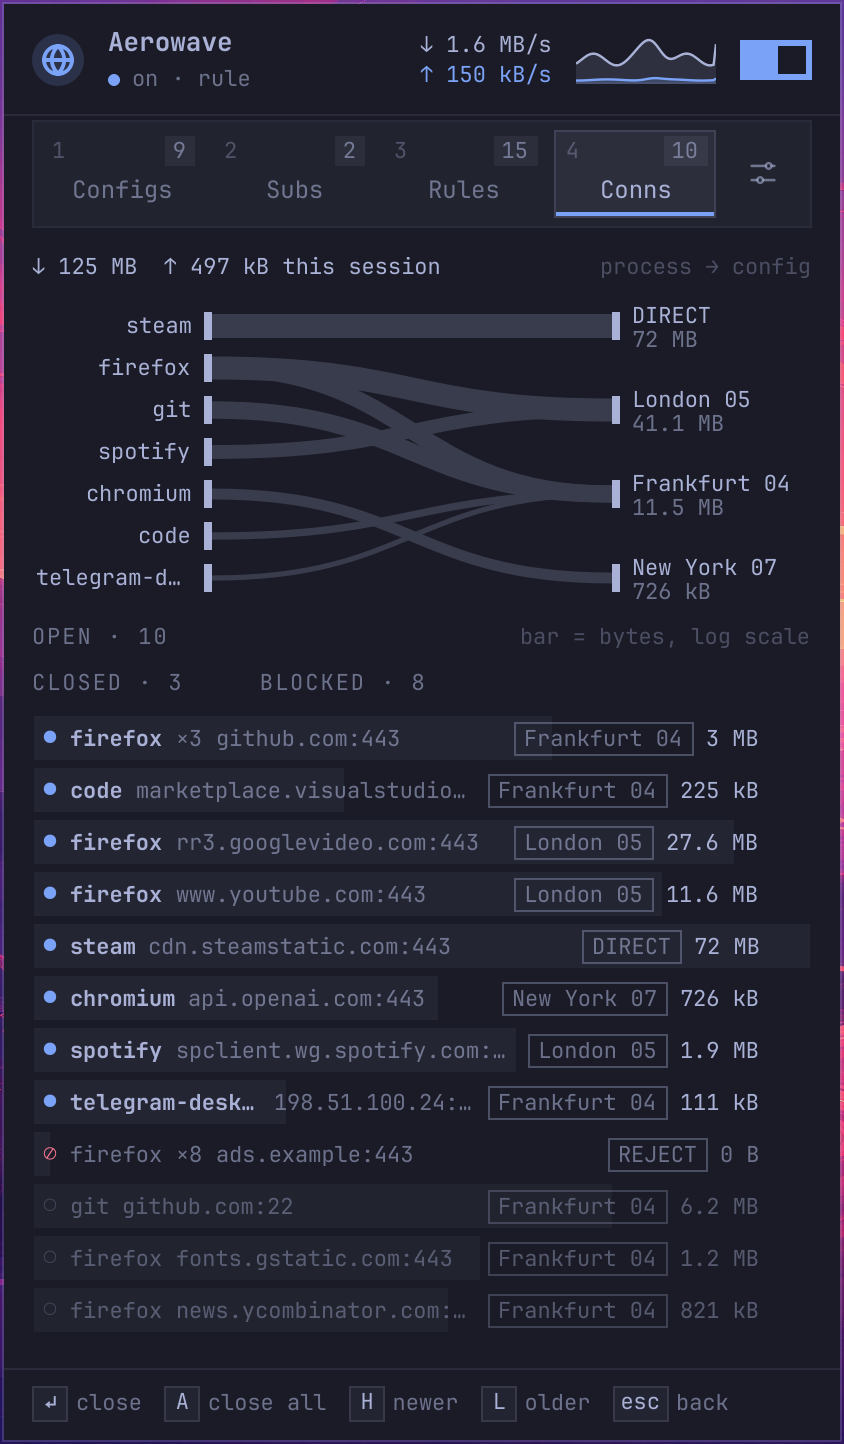 Aerowave
on · rule
↓ 1.6 MB/s
↑ 150 kB/s
1 9 2 2 3 15 4 10
Configs Subs Rules Conns
↓ 125 MB ↑ 497 kB this session process → config
steam
firefox
git
spotify
chromium
code
telegram-d…
DIRECT
72 MB
London 05
41.1 MB
Frankfurt 04
11.5 MB
New York 07
726 kB
OPEN · 10 bar = bytes, log scale
CLOSED · 3 BLOCKED · 8
firefox ×3 github.com:443 Frankfurt 04 3 MB
code marketplace.visualstudio… Frankfurt 04 225 kB
firefox rr3.googlevideo.com:443 London 05 27.6 MB
firefox www.youtube.com:443 London 05 11.6 MB
steam cdn.steamstatic.com:443 DIRECT 72 MB
chromium api.openai.com:443 New York 07 726 kB
spotify spclient.wg.spotify.com:… London 05 1.9 MB
telegram-desk… 198.51.100.24:… Frankfurt 04 111 kB
firefox ×8 ads.example:443 REJECT 0 B
git github.com:22 Frankfurt 04 6.2 MB
firefox fonts.gstatic.com:443 Frankfurt 04 1.2 MB
firefox news.ycombinator.com:… Frankfurt 04 821 kB
↵ close A close all H newer L older esc back